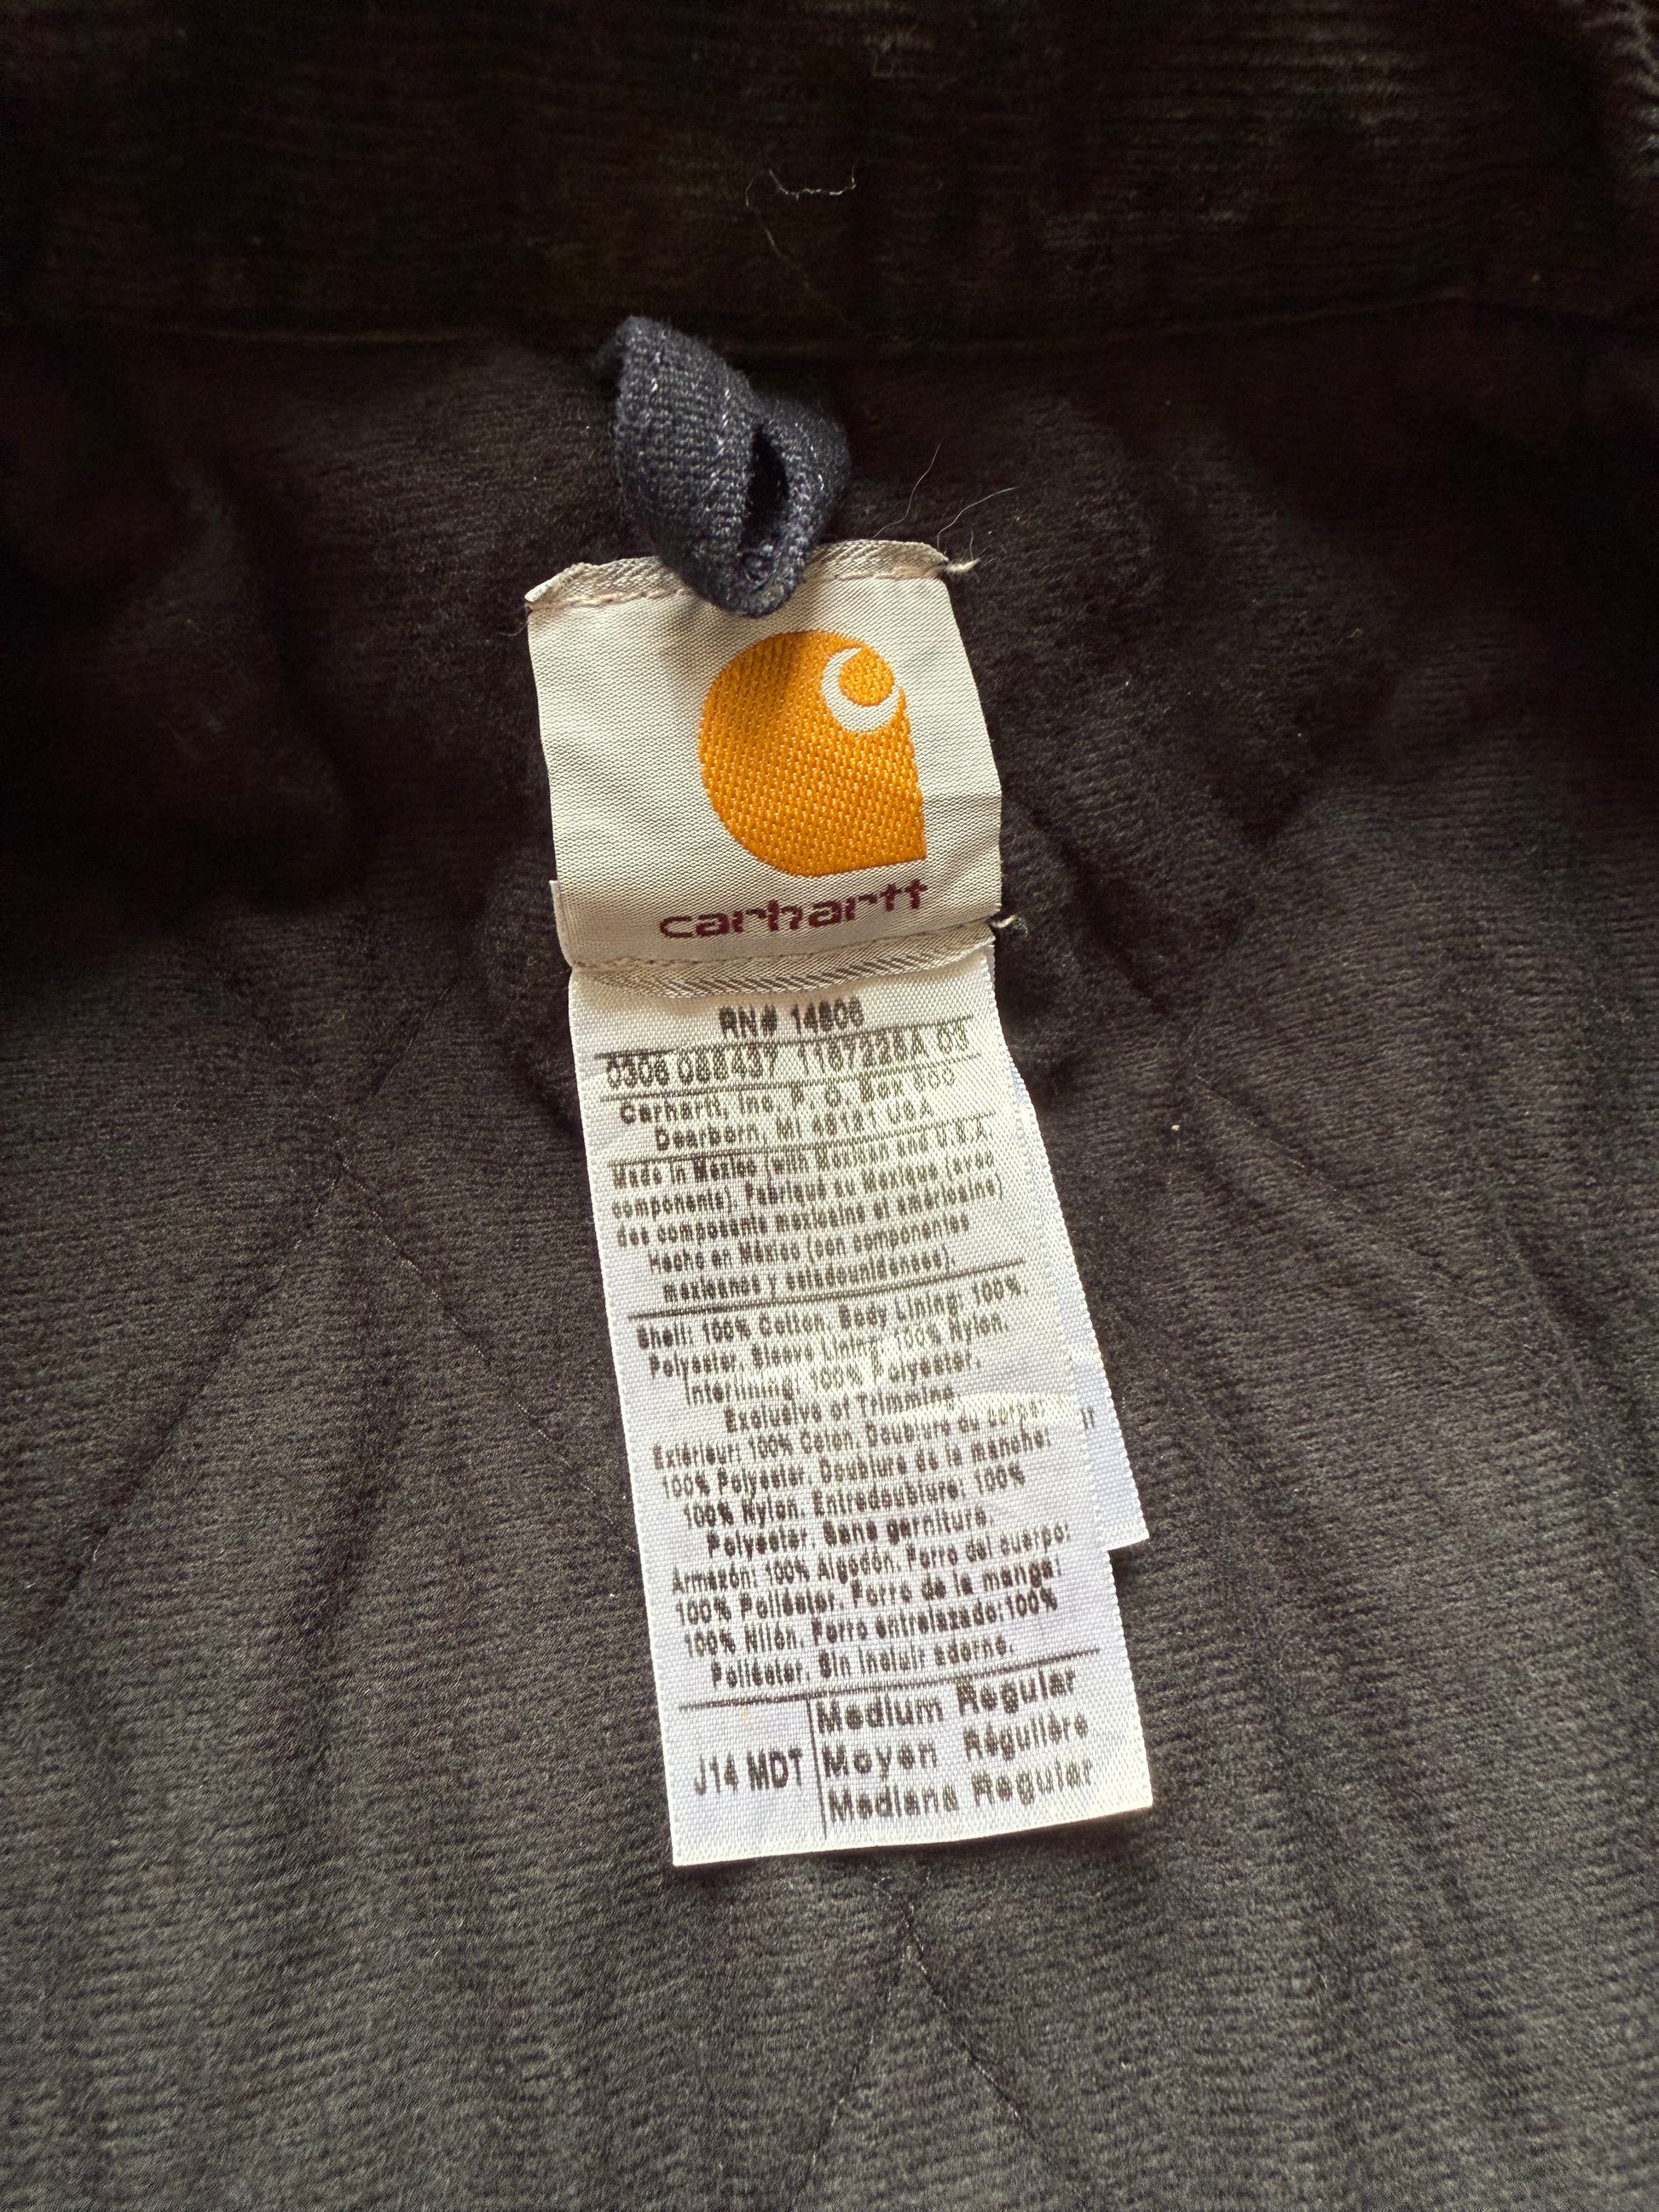 carhartt
RN# 14806
0306 088437 1167228A 03
Carhartt, Inc. P. O. Box 600
Dearborn, MI 48121 USA
Made in México (with Mexican and U.S.A.
components). Fabriqué au Mexique (avec
des composants mexicains et américains)
Hecho en México (con componentes
mexicanos y estadounidenses).
Shell: 100% Cotton. Body Lining: 100%.
Polyester. Sleeve Lining: 100% Nylon.
Interlining: 100% Polyester.
Exclusive of Trimming
Extérieur: 100% Coton. Doublure du corps:
100% Polyester. Doublure de la manche:
100% Nylon. Entredoublure: 100%
Polyester. Sans garniture.
Armazón: 100% Algodón. Forro del cuerpo:
100% Poliéster. Forro de la manga:
100% Nilón. Forro entrelazado:100%
Poliéster. Sin incluir adorno.
J14 MDT
Medium Regular
Moyen Régulière
Mediana Regular